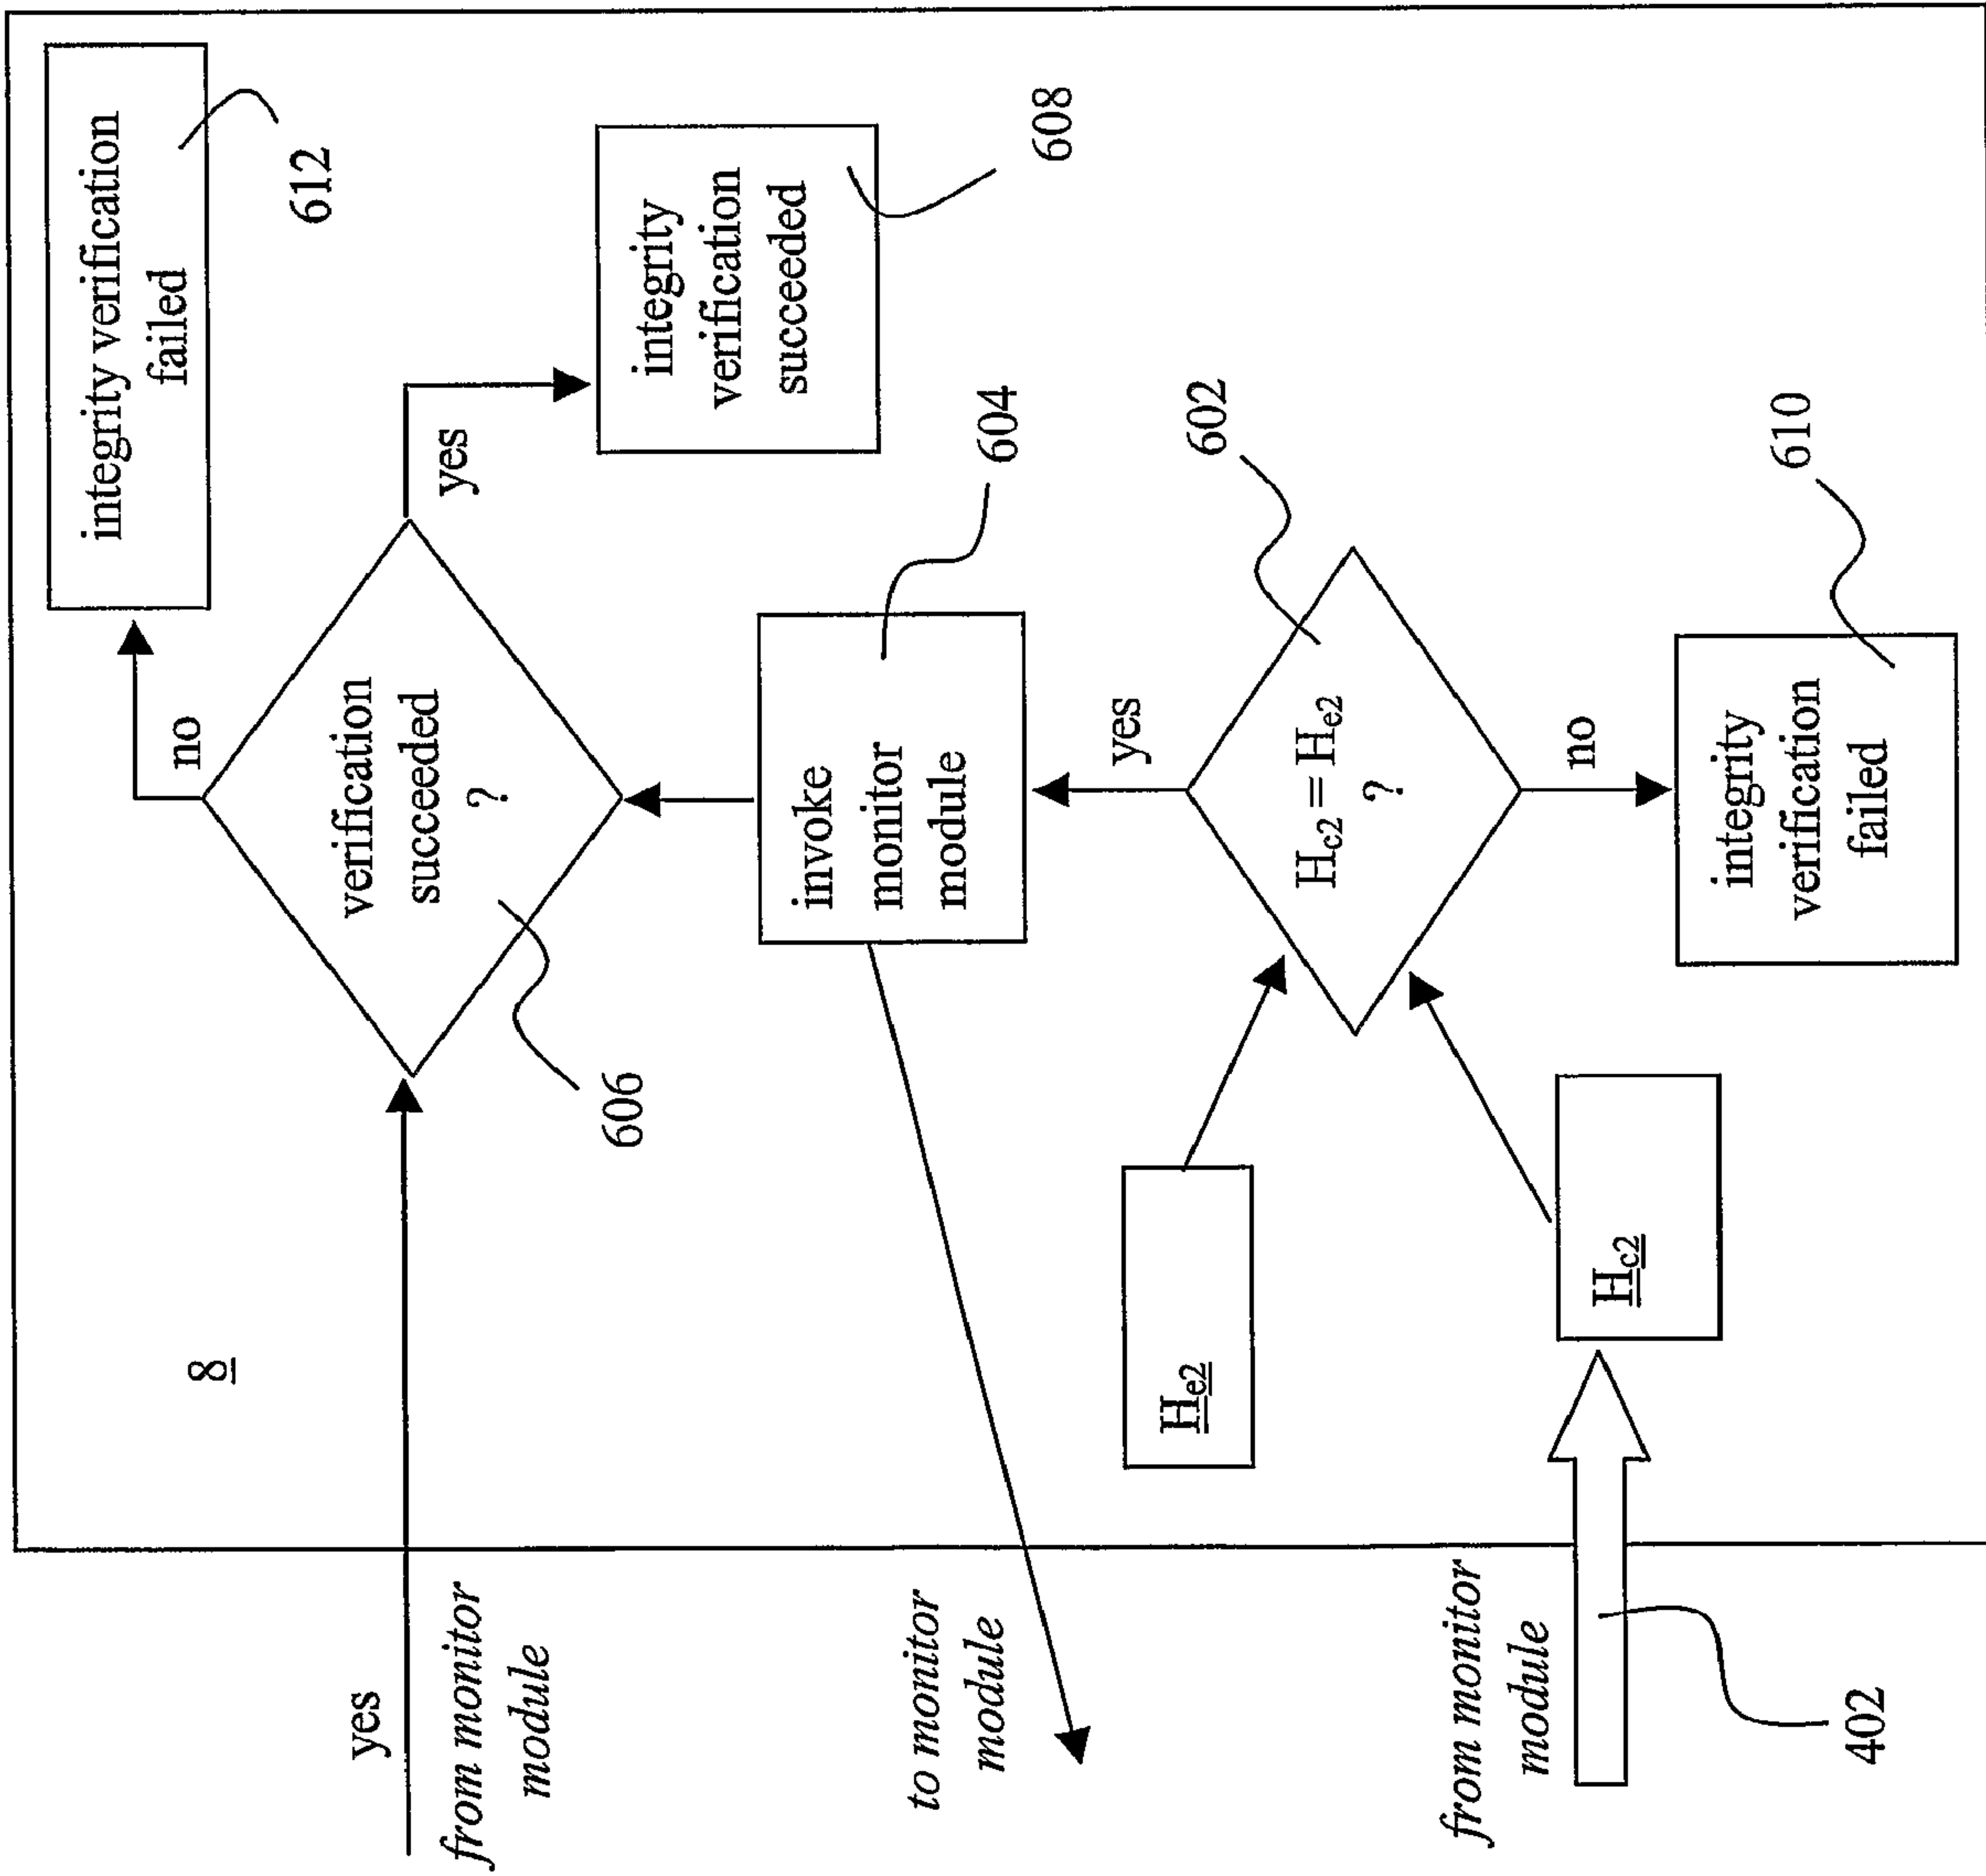 integrity verification
failed
no
8
612
yes
from monitor
module
verification
succeeded
?
yes
606
integrity
verification
succeeded
608
to monitor
module
invoke
monitor
module
604
yes
He2
Hc2 = He2
?
602
from monitor
module
402
Hc2
no
integrity
verification
failed
610